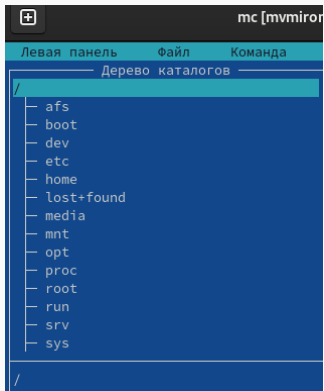 mc [mvmiron
Левая панель Файл Команда
Дерево каталогов
/
afs
boot
dev
etc
home
lost+found
media
mnt
opt
proc
root
run
srv
sys
/